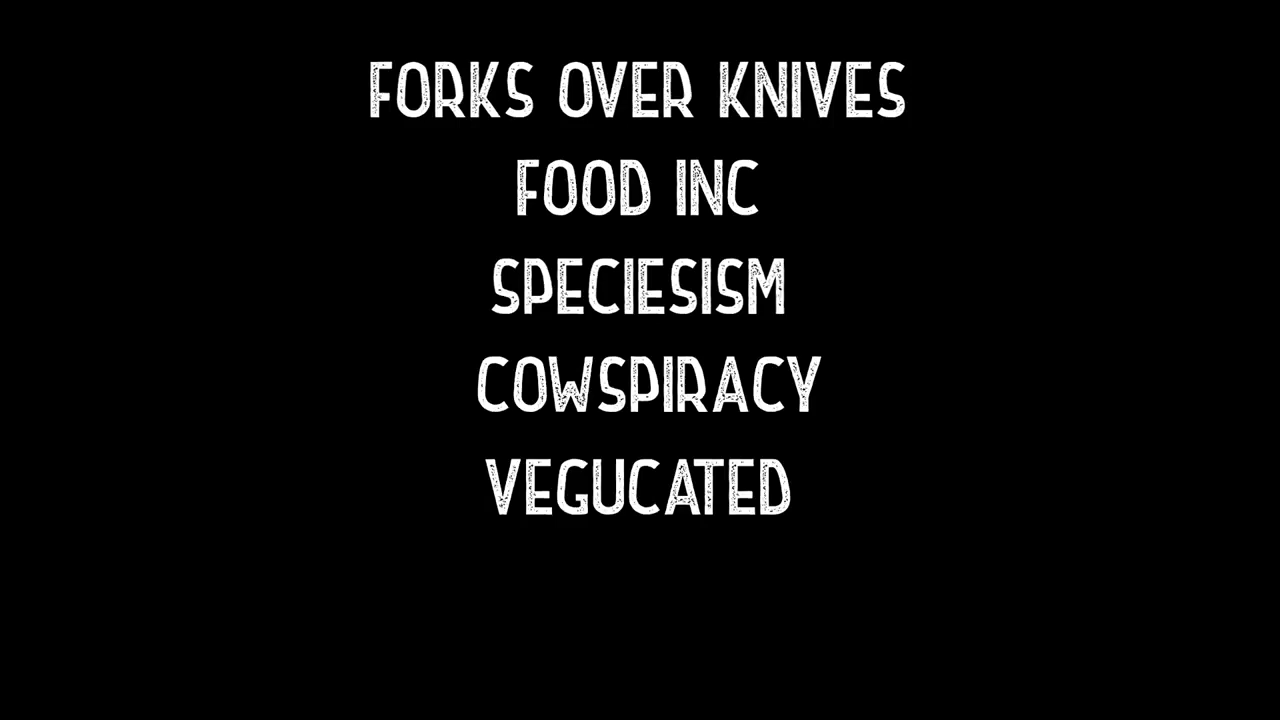 FORKS OVER KNIVES
FOOD INC
SPECIESISM
COWSPIRACY
VEGUCATED